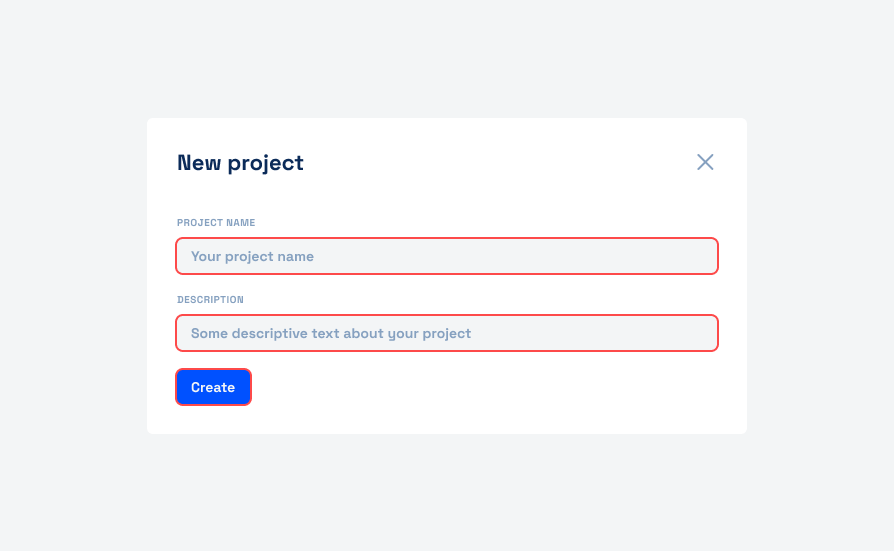 New project
PROJECT NAME
Your project name
DESCRIPTION
Some descriptive text about your project
Create